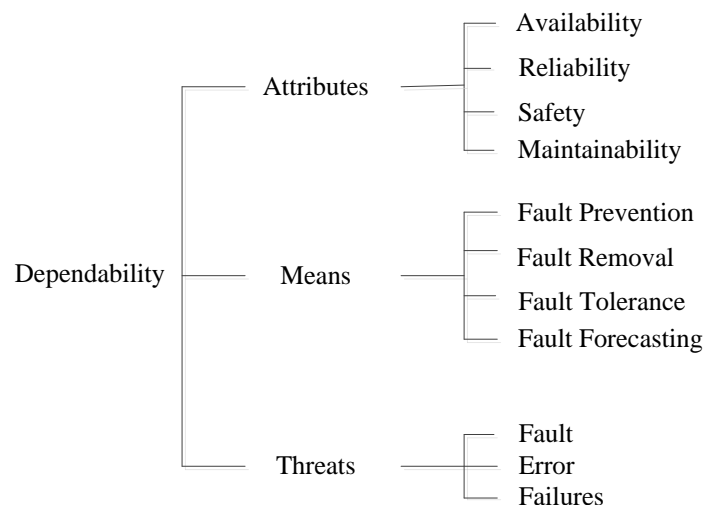 Dependability
Attributes
Availability
Reliability
Safety
Maintainability
Means
Fault Prevention
Fault Removal
Fault Tolerance
Fault Forecasting
Threats
Fault
Error
Failures